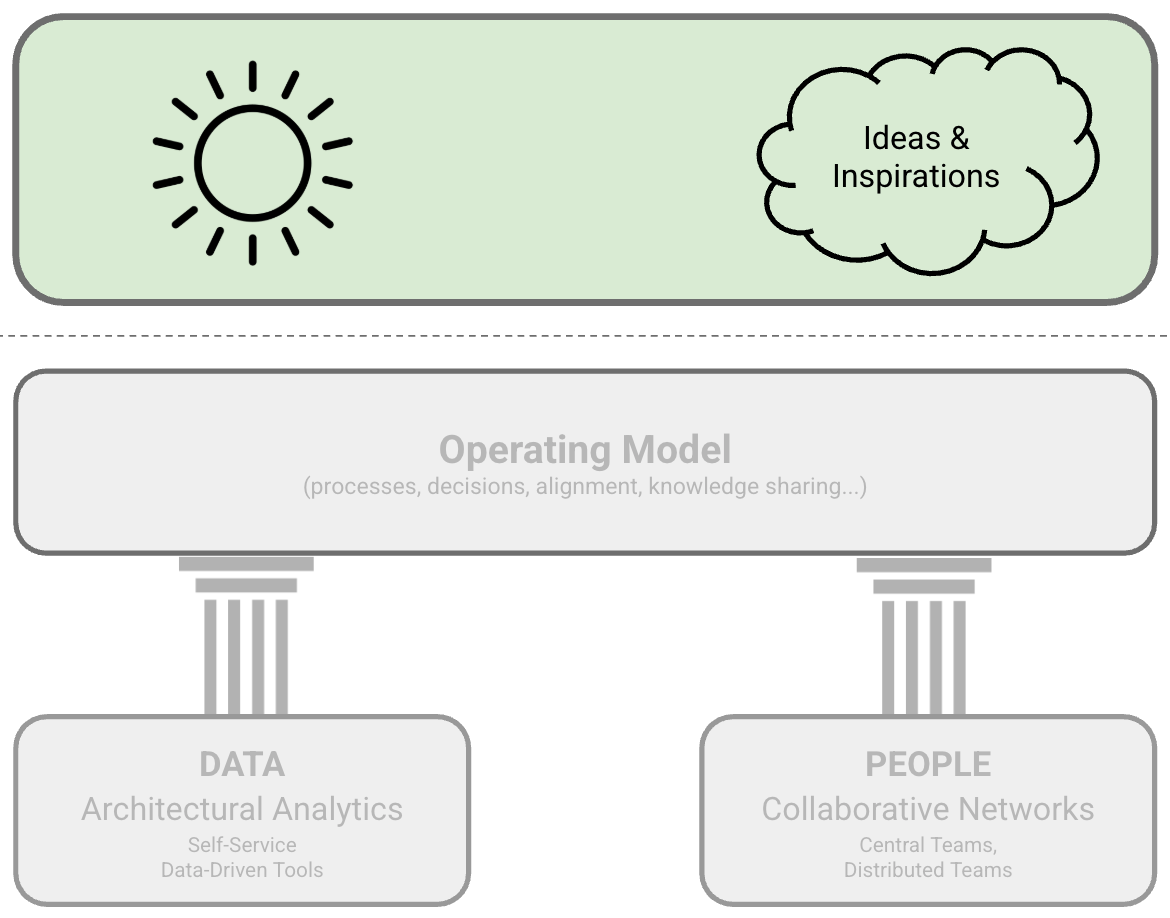 Ideas &
Inspirations
Operating Model
(processes, decisions, alignment, knowledge sharing...)
DATA
Architectural Analytics
Self-Service
Data-Driven Tools
PEOPLE
Collaborative Networks
Central Teams,
Distributed Teams